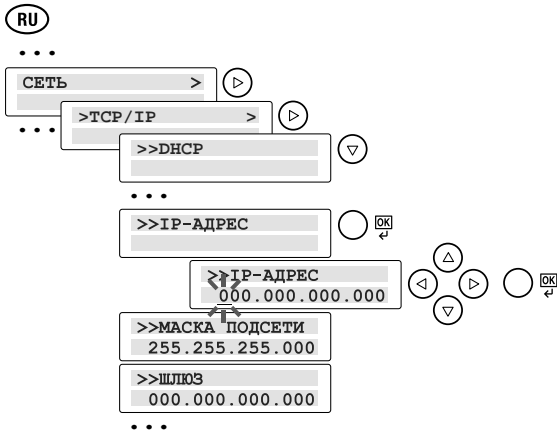 RU
...
СЕТЬ >
... >TCP/IP >
>>DHCP
...
>>IP-АДРЕС OK
>>IP-АДРЕС
000.000.000.000 OK
>>МАСКА ПОДСЕТИ
255.255.255.000
>>ШЛЮЗ
000.000.000.000
...